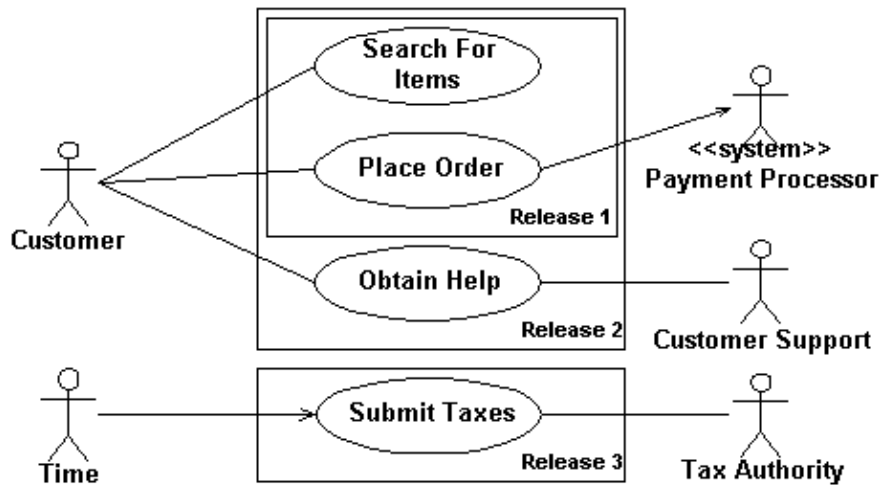 Search For
Items
Place Order
<<system>>
Payment Processor
Release 1
Customer
Obtain Help
Release 2
Customer Support
Submit Taxes
Release 3
Time
Tax Authority